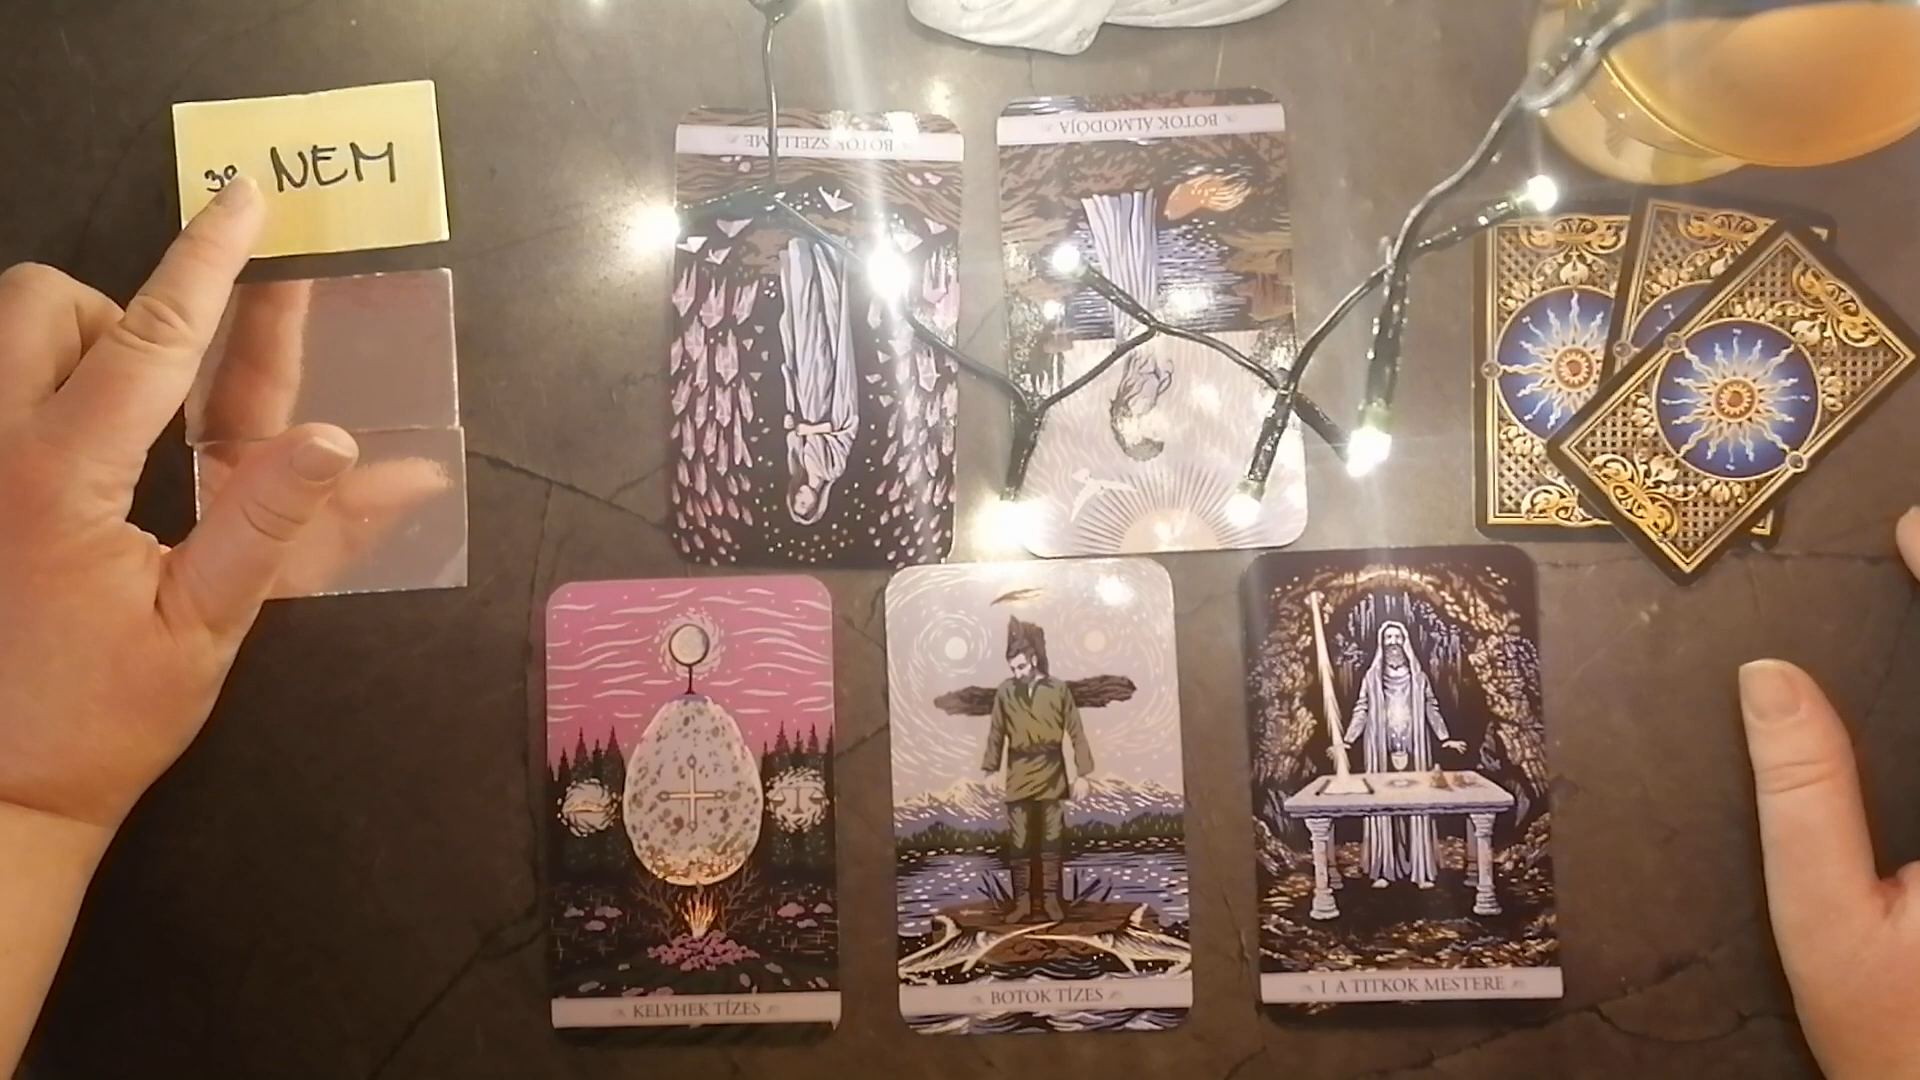 NEM
BOTOK SZELLEME
BOTOK ÁLMODÓJA
KELYHEK TÍZES
BOTOK TÍZES
I A TITKOK MESTERE